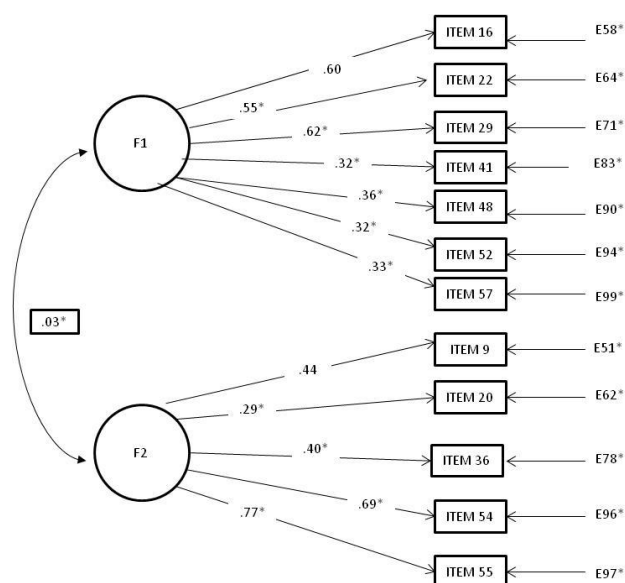 ITEM 16
E58*
.60
ITEM 22
E64*
.55*
F1
ITEM 29
E71*
.62*
ITEM 41
E83*
.32*
ITEM 48
E90*
.36*
ITEM 52
E94*
.32*
ITEM 57
E99*
.33*
.03*
ITEM 9
E51*
.44
ITEM 20
E62*
.29*
F2
ITEM 36
E78*
.40*
ITEM 54
E96*
.69*
ITEM 55
E97*
.77*